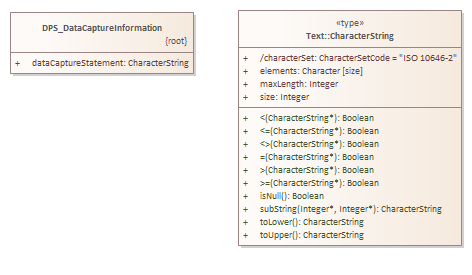 DPS_DataCaptureInformation
{root}
+ dataCaptureStatement: CharacterString
«type»
Text::CharacterString
+ /characterSet: CharacterSetCode = "ISO 10646-2"
+ elements: Character [size]
+ maxLength: Integer
+ size: Integer
+ <(CharacterString*): Boolean
+ <=(CharacterString*): Boolean
+ <>(CharacterString*): Boolean
+ =(CharacterString*): Boolean
+ >(CharacterString*): Boolean
+ >=(CharacterString*): Boolean
+ isNull(): Boolean
+ subString(Integer*, Integer*): CharacterString
+ toLower(): CharacterString
+ toUpper(): CharacterString